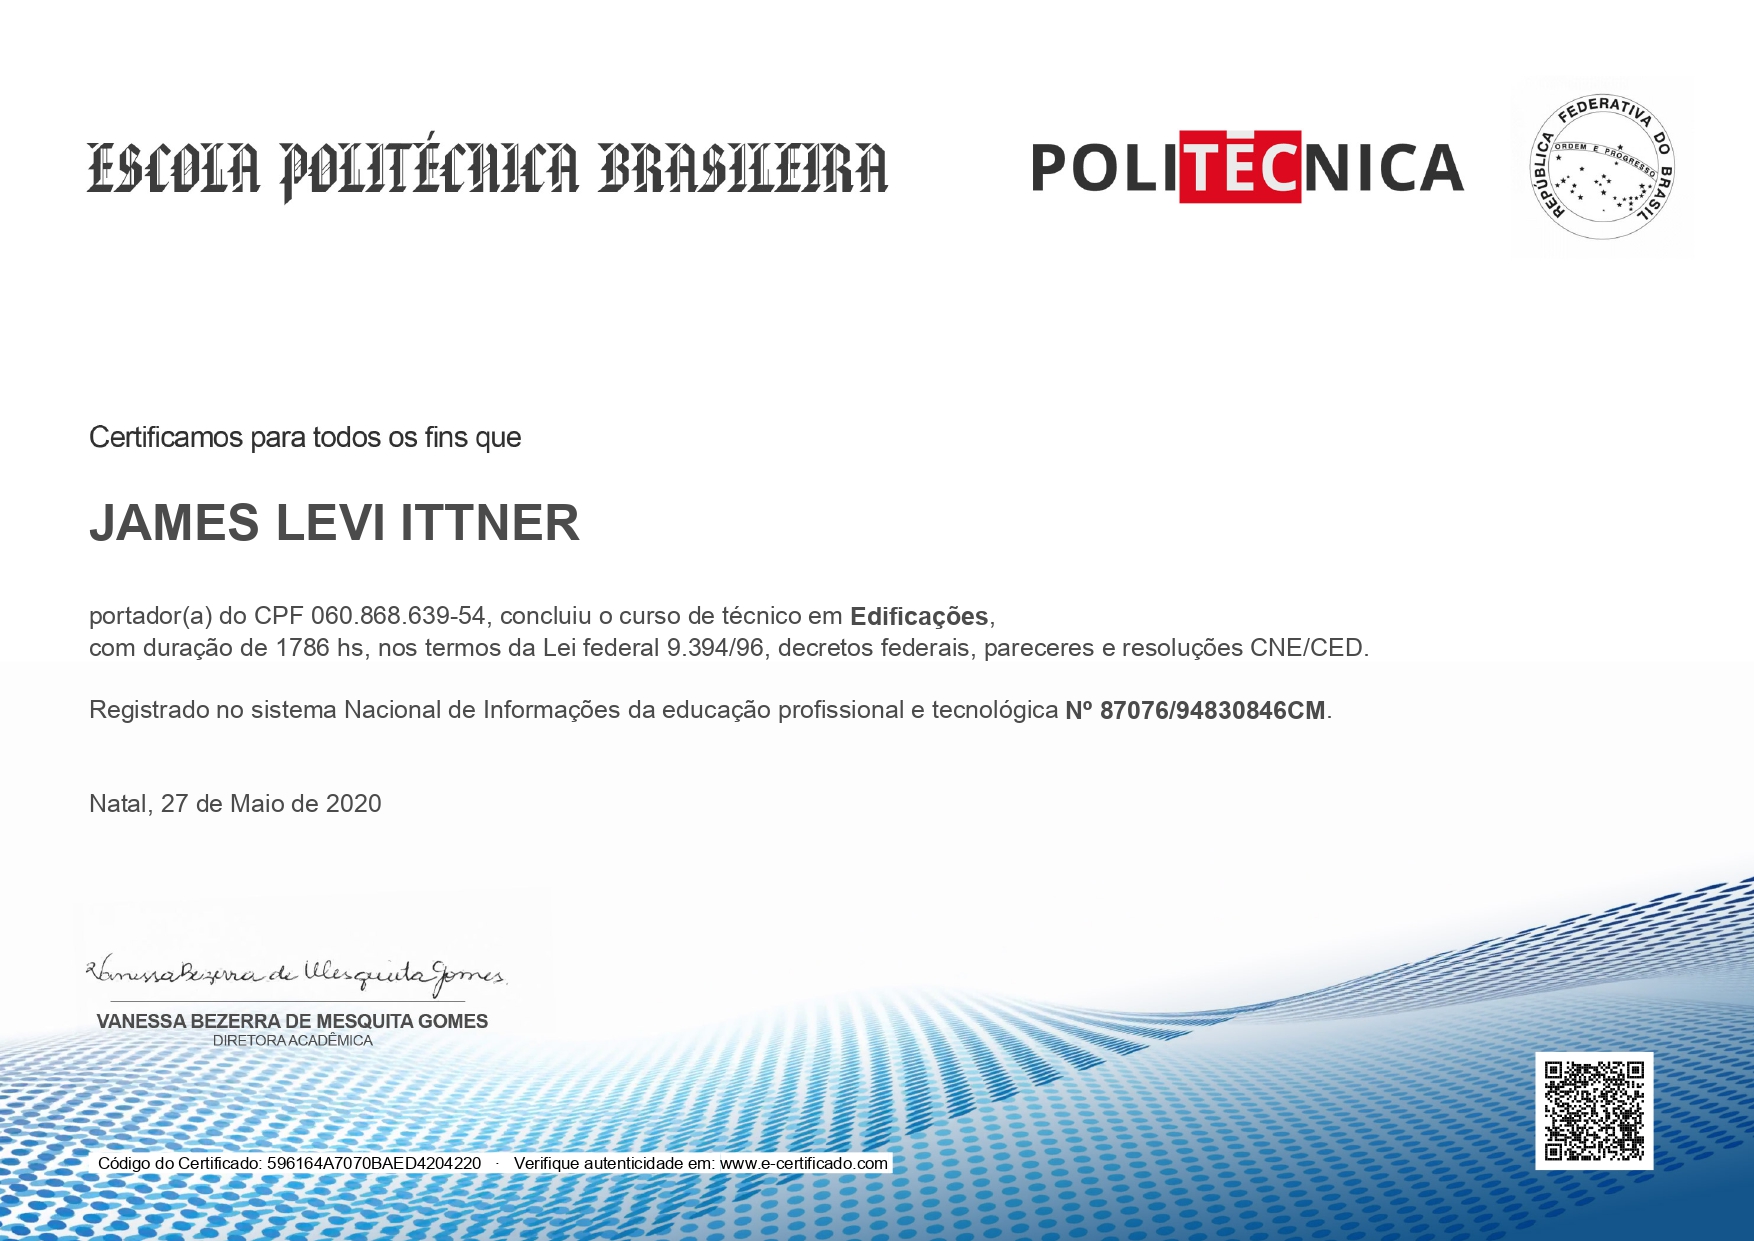 ESCOLA POLITÉCNICA BRASILEIRA
POLITÉCNICA
REPÚBLICA FEDERATIVA DO BRASIL
ORDEM E PROGRESSO
Certificamos para todos os fins que
JAMES LEVI ITTNER
portador(a) do CPF 060.868.639-54, concluiu o curso de técnico em Edificações,
com duração de 1786 hs, nos termos da Lei federal 9.394/96, decretos federais, pareceres e resoluções CNE/CED.
Registrado no sistema Nacional de Informações da educação profissional e tecnológica Nº 87076/94830846CM.
Natal, 27 de Maio de 2020
Vanessa Bezerra de Mesquita Gomes.
VANESSA BEZERRA DE MESQUITA GOMES
DIRETORA ACADÊMICA
Código do Certificado: 596164A7070BAED4204220 · Verifique autenticidade em: www.e-certificado.com